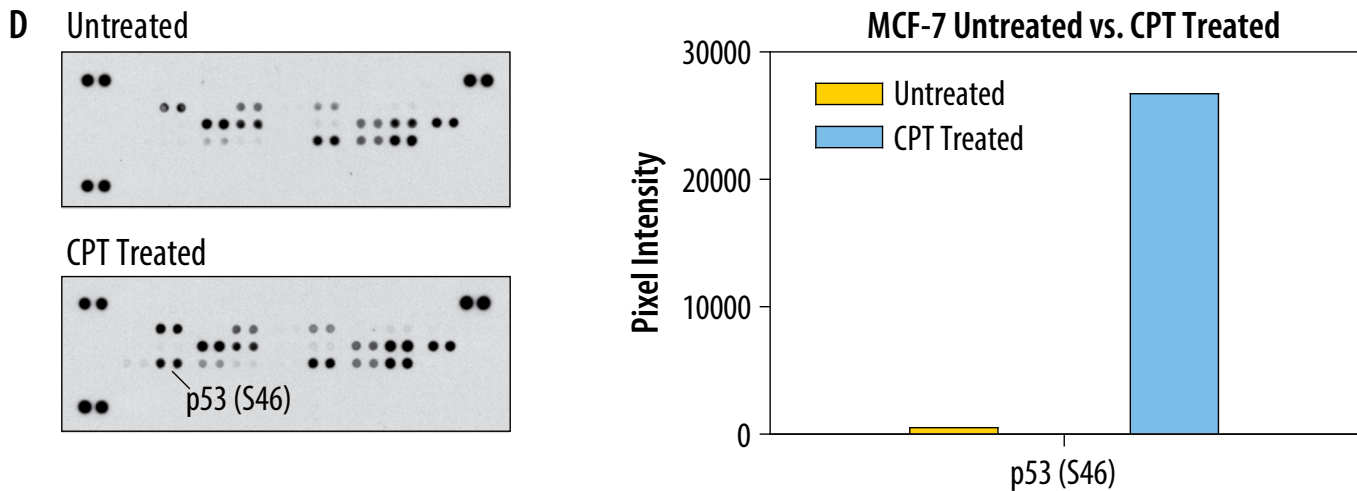 D
Untreated
CPT Treated
p53 (S46)
MCF-7 Untreated vs. CPT Treated
Pixel Intensity
30000
20000
10000
0
Untreated
CPT Treated
p53 (S46)